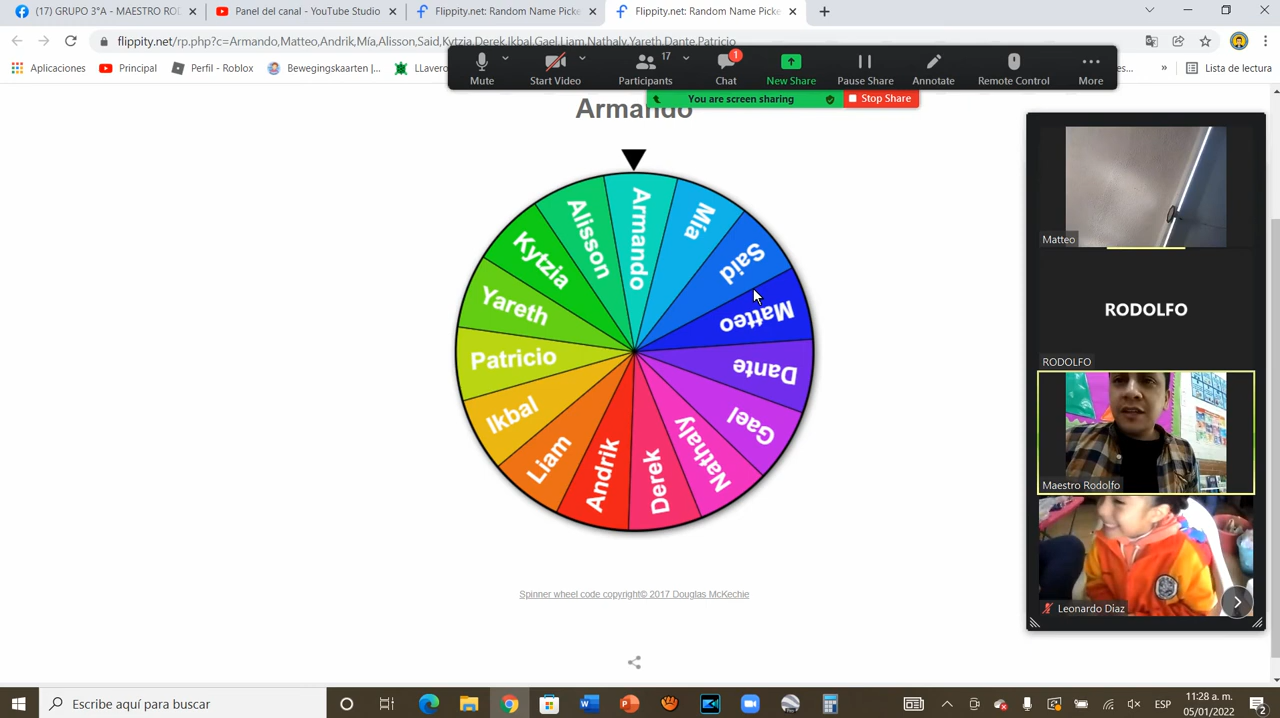 (17) GRUPO 3°A - MAESTRO ROD
Panel del canal - YouTube Studio
Flippity.net: Random Name Picke
Flippity.net: Random Name Picke
flippity.net/rp.php?c=Armando,Matteo,Andrik,Mía,Alisson,Said,Kytzia,Derek,Ikbal,Gael,Liam,Nathaly,Yareth,Dante,Patricio
Aplicaciones
Principal
Perfil - Roblox
Bewegingskaarten |...
Llavero
es...
»
Lista de lectura
17
1
Mute
Start Video
Participants
Chat
New Share
Pause Share
Annotate
Remote Control
More
You are screen sharing
Stop Share
Armando
Armando
Mía
Said
Matteo
Dante
Gael
Nathaly
Derek
Andrik
Liam
Ikbal
Patricio
Yareth
Kytzia
Alisson
Matteo
RODOLFO
RODOLFO
Maestro Rodolfo
Leonardo Diaz
Spinner wheel code copyright© 2017 Douglas McKechie
Escribe aquí para buscar
ESP
11:28 a. m.
05/01/2022
2